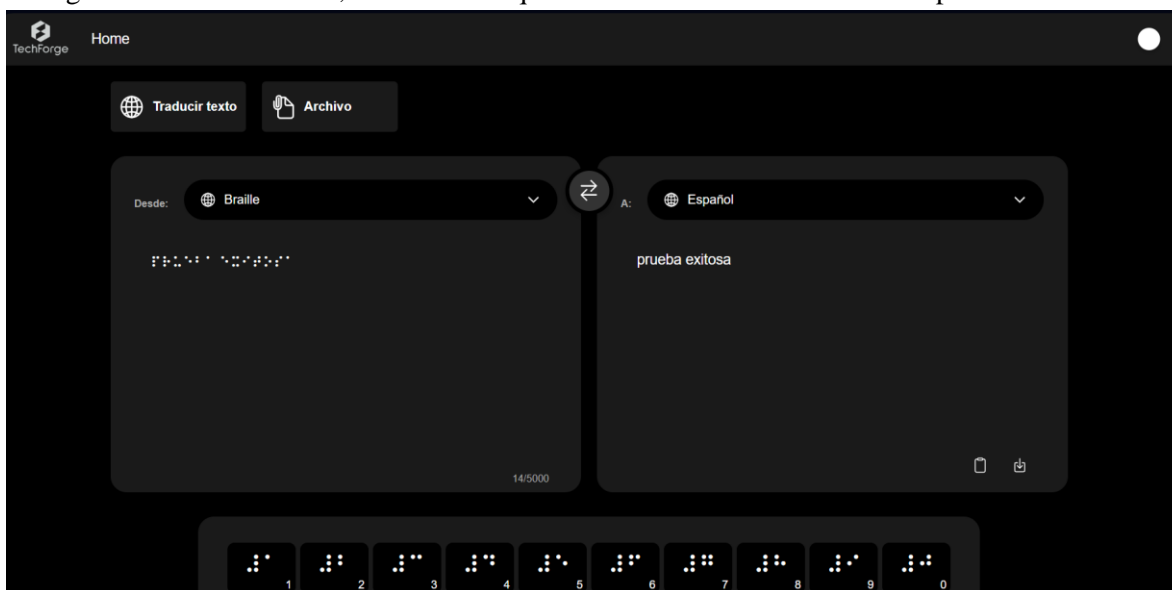 TechForge Home
Traducir texto Archivo
Desde: Braille A: Español
⠏⠗⠥⠑⠃⠁ ⠑⠭⠊⠞⠕⠎⠁ prueba exitosa
14/5000
⠼⠁ ⠼⠃ ⠼⠉ ⠼⠙ ⠼⠑ ⠼⠋ ⠼⠛ ⠼⠓ ⠼⠊ ⠼⠚
1 2 3 4 5 6 7 8 9 0